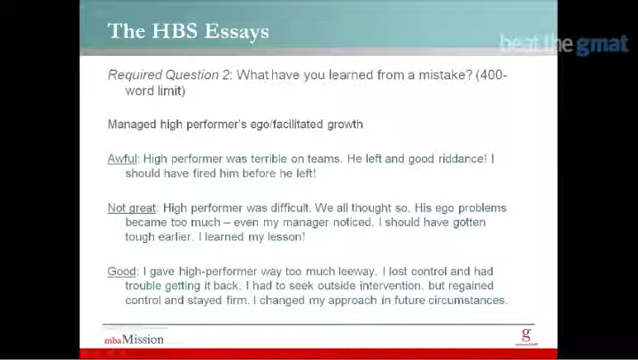 The HBS Essays
beat the gmat
Required Question 2: What have you learned from a mistake? (400-
word limit)
Managed high performer's ego/facilitated growth
Awful: High performer was terrible on teams. He left and good riddance! I
should have fired him before he left!
Not great: High performer was difficult. We all thought so. His ego problems
became too much – even my manager noticed. I should have gotten
tough earlier. I learned my lesson!
Good: I gave high-performer way too much leeway. I lost control and had
trouble getting it back. I had to seek outside intervention, but regained
control and stayed firm. I changed my approach in future circumstances.
mbaMission
g